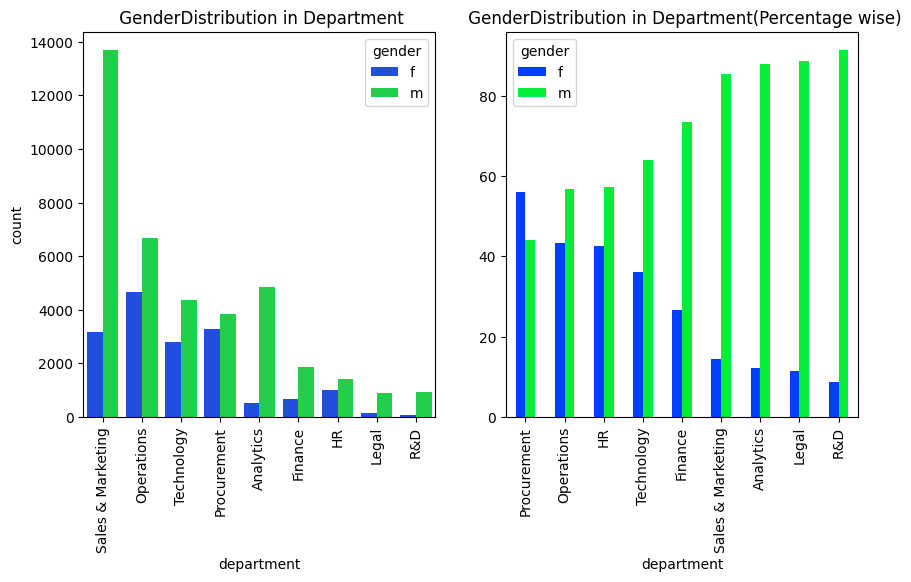 GenderDistribution in Department
gender
f
m
count
14000
12000
10000
8000
6000
4000
2000
0
Sales & Marketing
Operations
Technology
Procurement
Analytics
Finance
HR
Legal
R&D
department
GenderDistribution in Department(Percentage wise)
gender
f
m
80
60
40
20
0
Procurement
Operations
HR
Technology
Finance
Sales & Marketing
Analytics
Legal
R&D
department